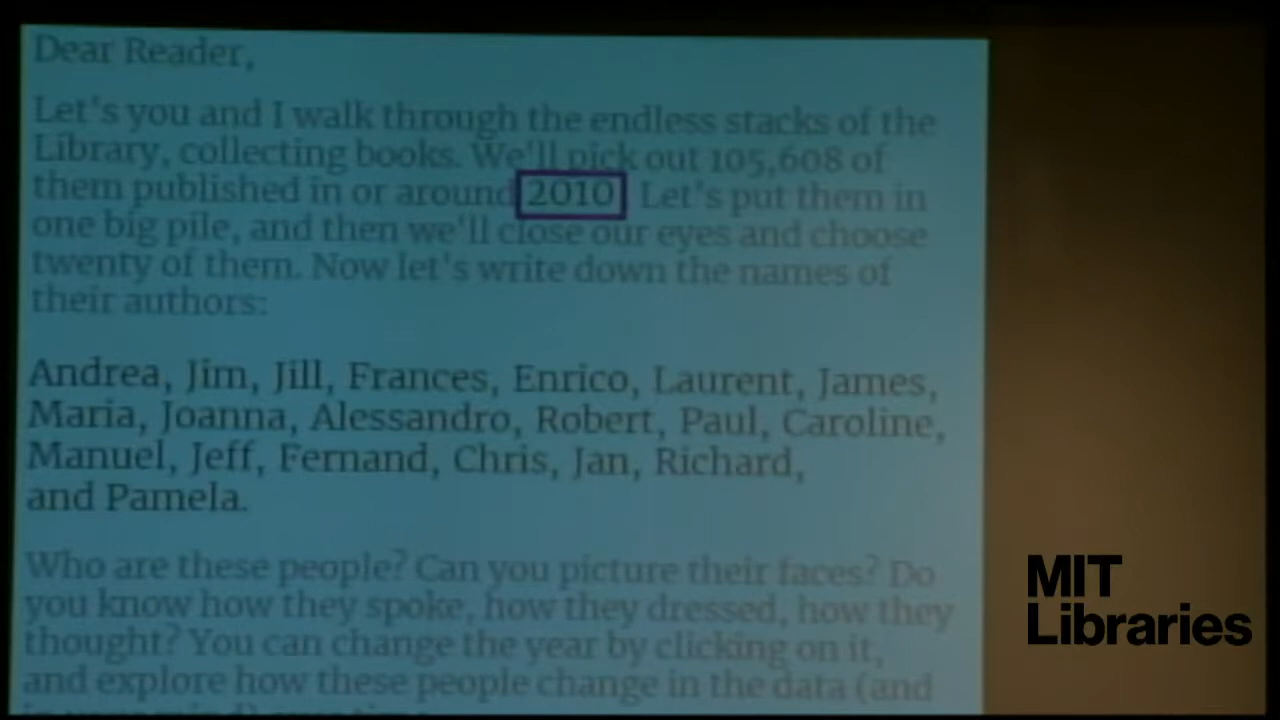 Dear Reader,
Let's you and I walk through the endless stacks of the
Library, collecting books. We'll pick out 105,608 of
them published in or around 2010. Let's put them in
one big pile, and then we'll close our eyes and choose
twenty of them. Now let's write down the names of
their authors:
Andrea, Jim, Jill, Frances, Enrico, Laurent, James,
Maria, Joanna, Alessandro, Robert, Paul, Caroline,
Manuel, Jeff, Fernand, Chris, Jan, Richard,
and Pamela.
Who are these people? Can you picture their faces? Do
you know how they spoke, how they dressed, how they
thought? You can change the year by clicking on it,
and explore how these people change in the data (and
MIT
Libraries